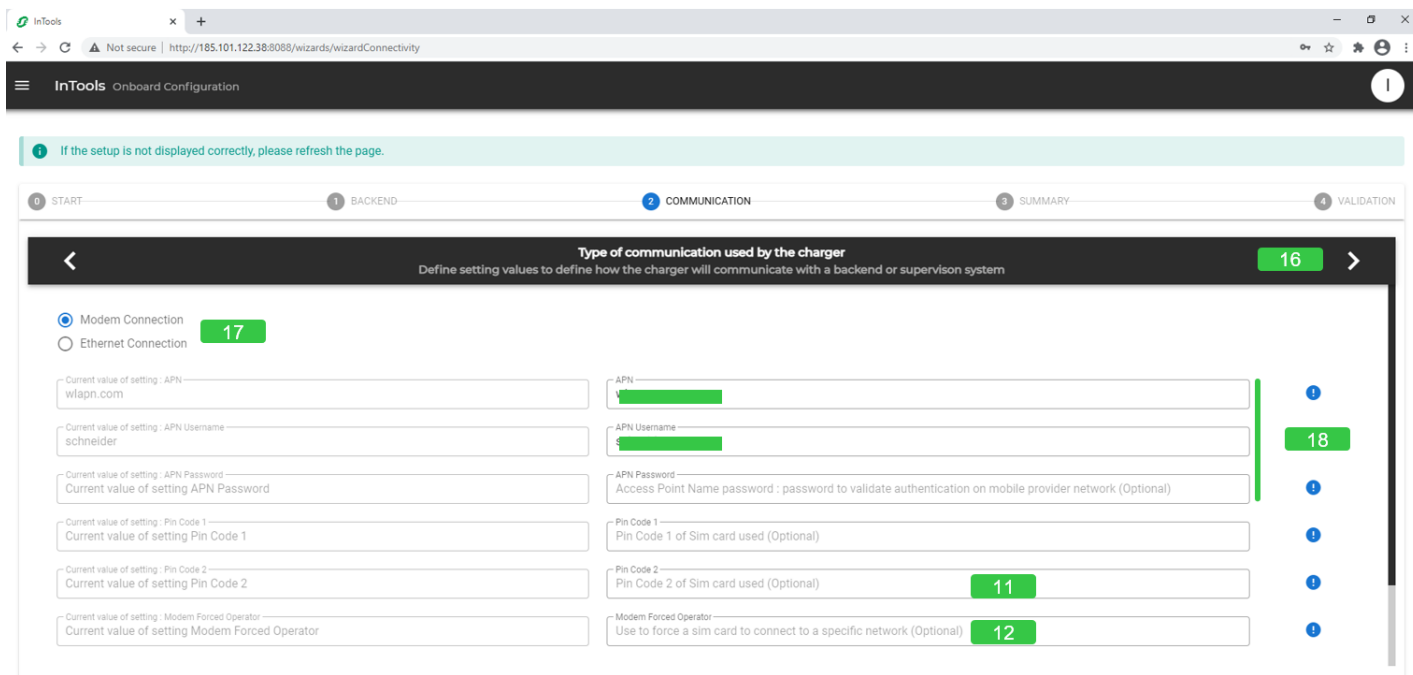 InTools
Not secure | http://185.101.122.38:8088/wizards/wizardConnectivity
InTools Onboard Configuration
I
If the setup is not displayed correctly, please refresh the page.
0 START 1 BACKEND 2 COMMUNICATION 3 SUMMARY 4 VALIDATION
Type of communication used by the charger
Define setting values to define how the charger will communicate with a backend or supervison system
16
Modem Connection
17
Ethernet Connection
Current value of setting : APN
wlapn.com
APN
Current value of setting : APN Username
schneider
APN Username
18
Current value of setting : APN Password
Current value of setting APN Password
APN Password
Access Point Name password : password to validate authentication on mobile provider network (Optional)
Current value of setting : Pin Code 1
Current value of setting Pin Code 1
Pin Code 1
Pin Code 1 of Sim card used (Optional)
Current value of setting : Pin Code 2
Current value of setting Pin Code 2
Pin Code 2
Pin Code 2 of Sim card used (Optional)
11
Current value of setting : Modem Forced Operator
Current value of setting Modem Forced Operator
Modem Forced Operator
Use to force a sim card to connect to a specific network (Optional)
12